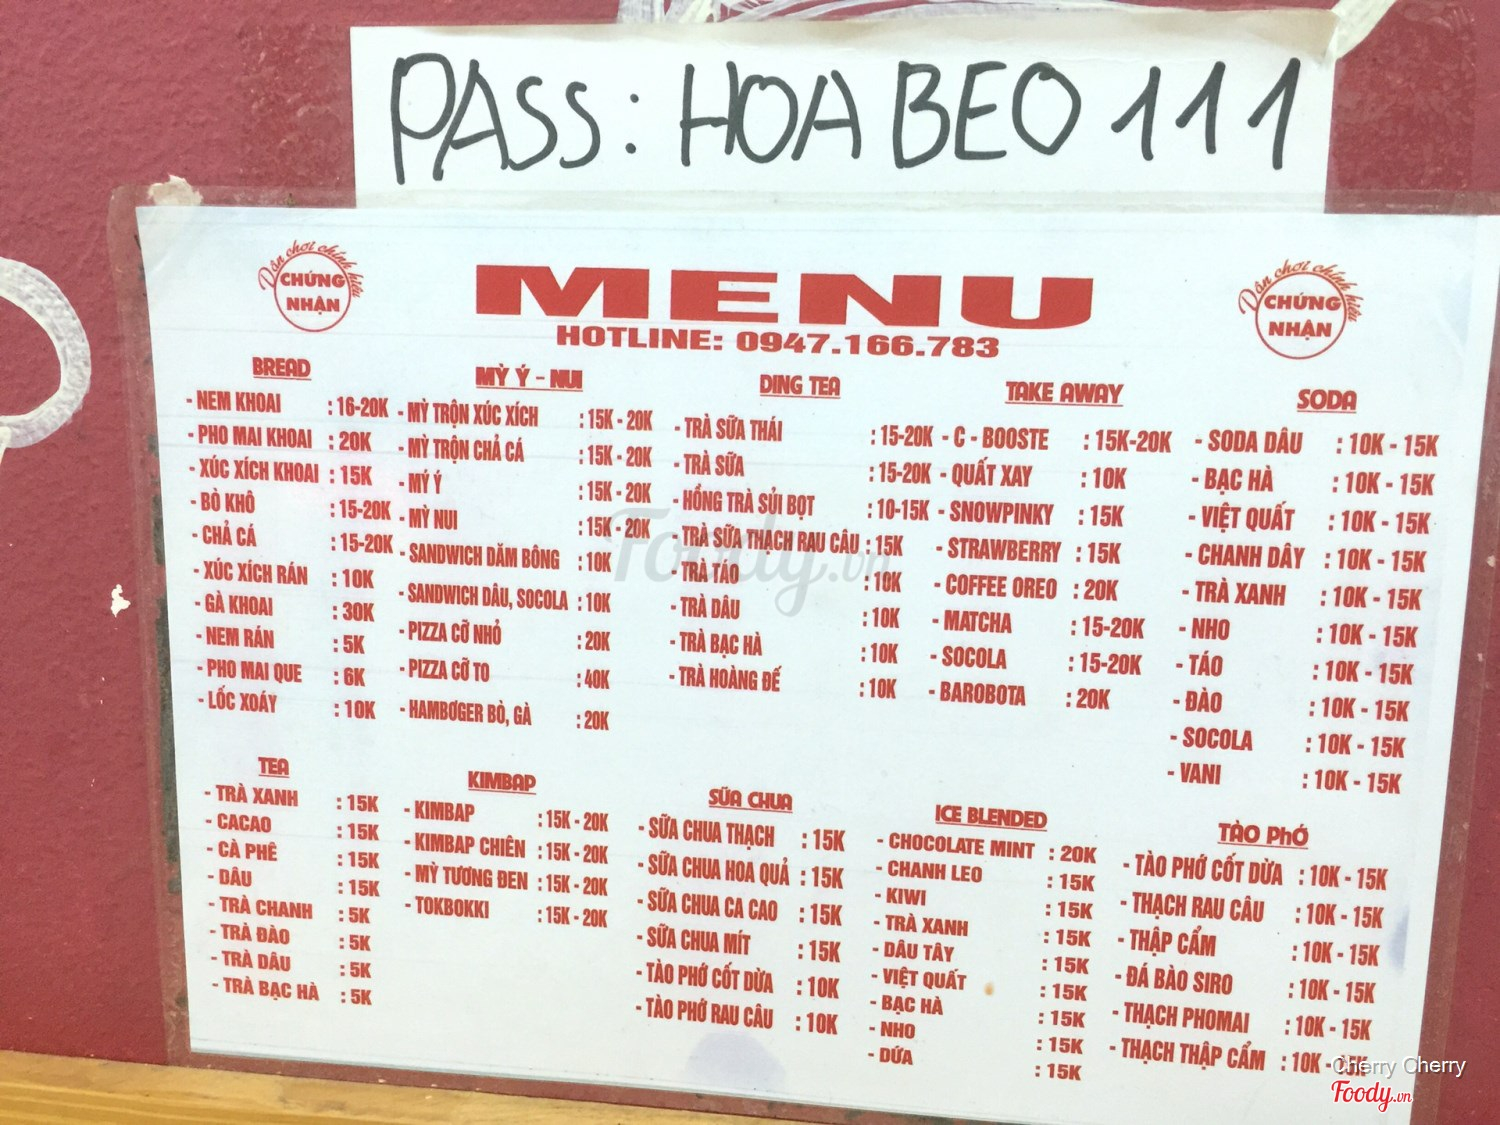 PASS: HOA BEO 111
Dân chơi chính hiệu
CHỨNG
NHẬN
MENU
HOTLINE: 0947.166.783
Dân chơi chính hiệu
CHỨNG
NHẬN
BREAD
- NEM KHOAI : 16-20K
- PHO MAI KHOAI : 20K
- XÚC XÍCH KHOAI : 15K
- BÒ KHÔ : 15-20K
- CHẢ CÁ : 15-20K
- XÚC XÍCH RÁN : 10K
- GÀ KHOAI : 30K
- NEM RÁN : 5K
- PHO MAI QUE : 6K
- LỐC XOÁY : 10K
MỲ Ý - NUI
- MỲ TRỘN XÚC XÍCH : 15K - 20K
- MỲ TRỘN CHẢ CÁ : 15K - 20K
- MÝ Ý : 15K - 20K
- MỲ NUI : 15K - 20K
- SANDWICH DĂM BÔNG : 10K
- SANDWICH DÂU, SOCOLA : 10K
- PIZZA CỠ NHỎ : 20K
- PIZZA CỠ TO : 40K
- HAMBƠGER BÒ, GÀ : 20K
DING TEA
- TRÀ SỮA THÁI : 15-20K
- TRÀ SỮA : 15-20K
- HỒNG TRÀ SỦI BỌT : 10-15K
- TRÀ SỮA THẠCH RAU CÂU : 15K
- TRÀ TÁO : 10K
- TRÀ DÂU : 10K
- TRÀ BẠC HÀ : 10K
- TRÀ HOÀNG ĐẾ : 10K
TAKE AWAY
- C - BOOSTE : 15K-20K
- QUẤT XAY : 10K
- SNOWPINKY : 15K
- STRAWBERRY : 15K
- COFFEE OREO : 20K
- MATCHA : 15-20K
- SOCOLA : 15-20K
- BAROBOTA : 20K
SODA
- SODA DÂU : 10K - 15K
- BẠC HÀ : 10K - 15K
- VIỆT QUẤT : 10K - 15K
- CHANH DÂY : 10K - 15K
- TRÀ XANH : 10K - 15K
- NHO : 10K - 15K
- TÁO : 10K - 15K
- ĐÀO : 10K - 15K
- SOCOLA : 10K - 15K
- VANI : 10K - 15K
TEA
- TRÀ XANH : 15K
- CACAO : 15K
- CÀ PHÊ : 15K
- DÂU : 15K
- TRÀ CHANH : 5K
- TRÀ ĐÀO : 5K
- TRÀ DÂU : 5K
- TRÀ BẠC HÀ : 5K
KIMBAP
- KIMBAP : 15K - 20K
- KIMBAP CHIÊN : 15K - 20K
- MỲ TƯƠNG ĐEN : 15K - 20K
- TOKBOKKI : 15K - 20K
SỮA CHUA
- SỮA CHUA THẠCH : 15K
- SỮA CHUA HOA QUẢ : 15K
- SỮA CHUA CA CAO : 15K
- SỮA CHUA MÍT : 15K
- TÀO PHỚ CỐT DỪA : 10K
- TÀO PHỚ RAU CÂU : 10K
ICE BLENDED
- CHOCOLATE MINT : 20K
- CHANH LEO : 15K
- KIWI : 15K
- TRÀ XANH : 15K
- DÂU TÂY : 15K
- VIỆT QUẤT : 15K
- BẠC HÀ : 15K
- NHO : 15K
- DỨA : 15K
TÀO PHỚ
- TÀO PHỚ CỐT DỪA : 10K - 15K
- THẠCH RAU CÂU : 10K - 15K
- THẬP CẨM : 10K - 15K
- ĐÁ BÀO SIRO : 10K - 15K
- THẠCH PHOMAI : 10K - 15K
- THẠCH THẬP CẨM : 10K - 15K
Foody.vn
Cherry Cherry
Foody.vn